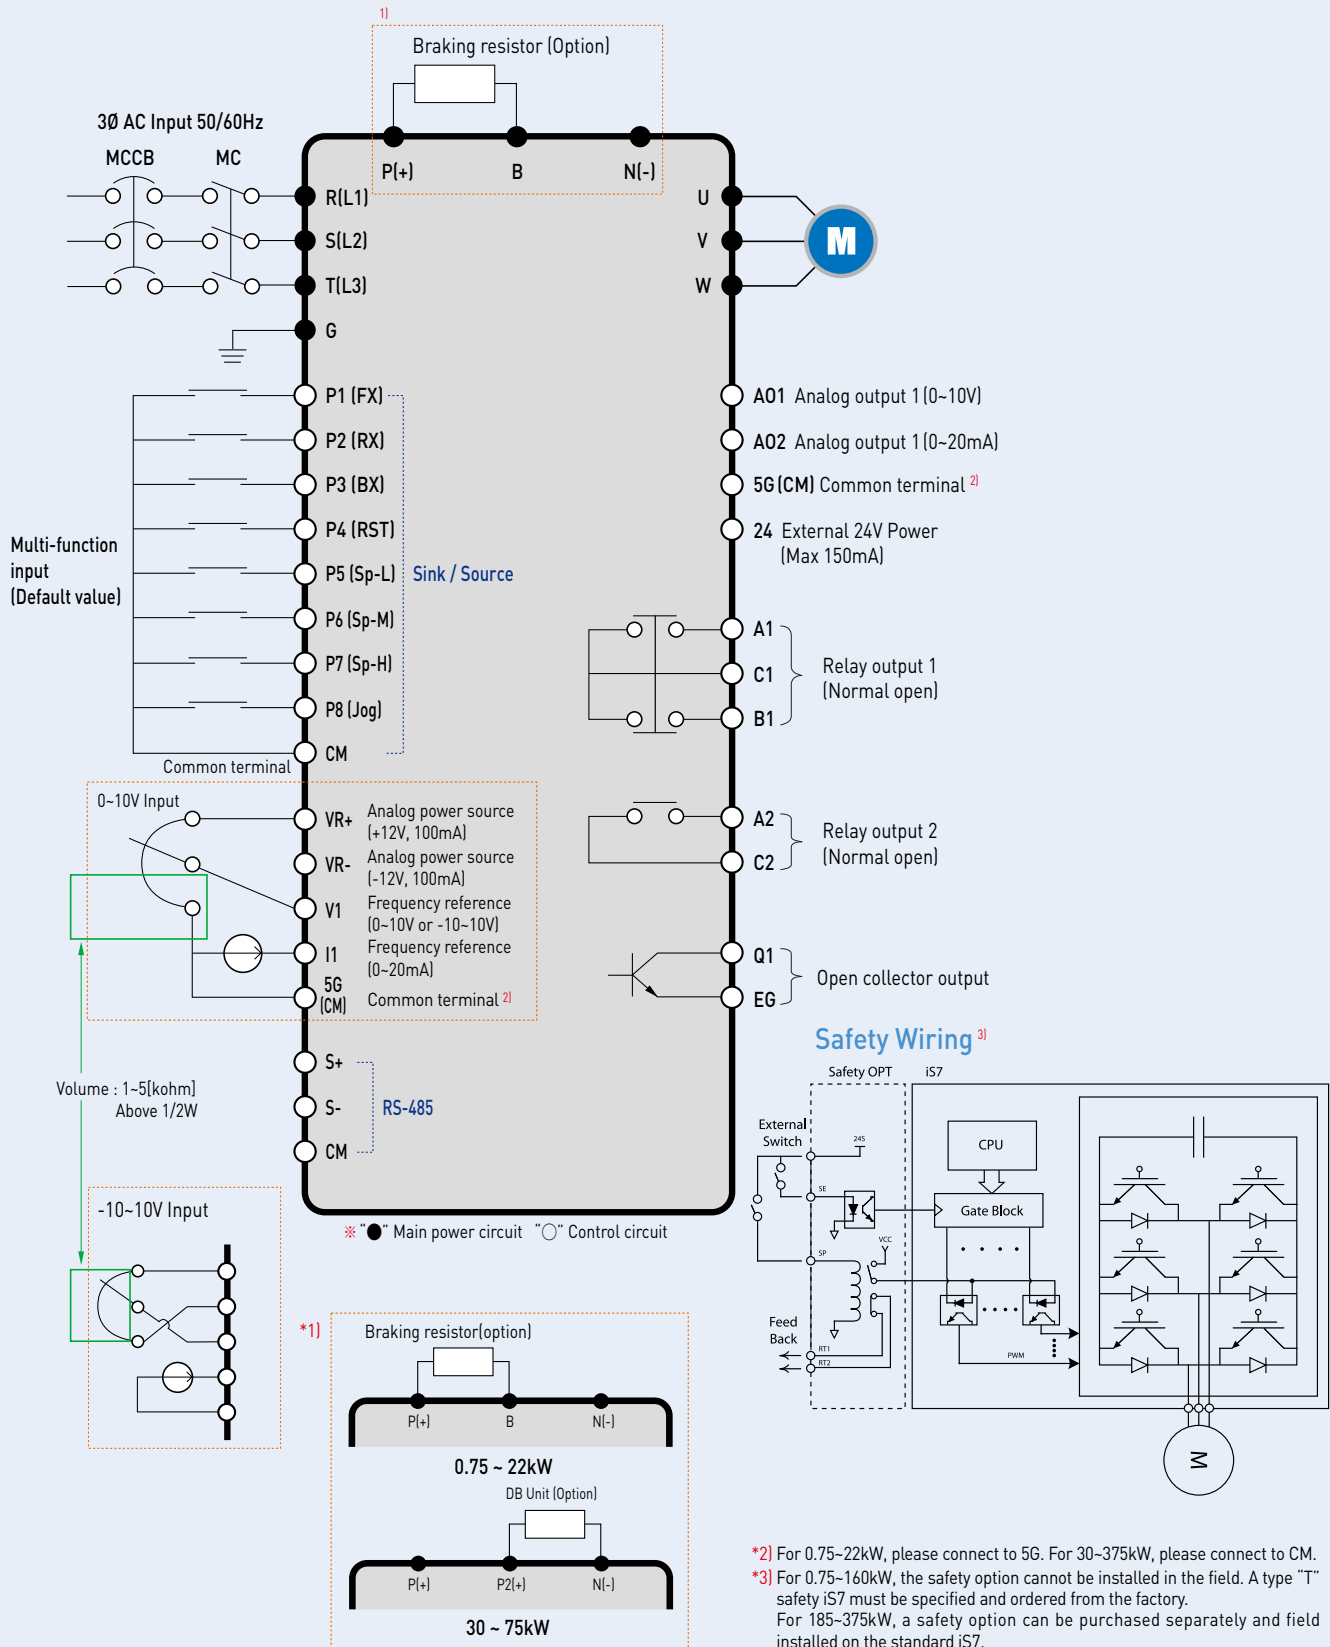 1)
Braking resistor (Option)
3Ø AC Input 50/60Hz
MCCB
MC
P(+)
B
N(-)
R(L1)
S(L2)
T(L3)
G
U
V
W
M
P1 (FX)
P2 (RX)
P3 (BX)
P4 (RST)
P5 (Sp-L)
P6 (Sp-M)
P7 (Sp-H)
P8 (Jog)
CM
Multi-function
input
(Default value)
Sink / Source
Common terminal
AO1 Analog output 1 (0~10V)
AO2 Analog output 1 (0~20mA)
5G (CM) Common terminal 2)
24 External 24V Power
(Max 150mA)
A1
C1
B1
Relay output 1
(Normal open)
A2
C2
Relay output 2
(Normal open)
Q1
EG
Open collector output
0~10V Input
VR+ Analog power source
(+12V, 100mA)
VR- Analog power source
(-12V, 100mA)
V1 Frequency reference
(0~10V or -10~10V)
I1 Frequency reference
(0~20mA)
5G
(CM)
Common terminal 2)
S+
S-
CM
RS-485
Volume : 1~5[kohm]
Above 1/2W
-10~10V Input
※ “●” Main power circuit “○” Control circuit
*1)
Braking resistor(option)
P(+)
B
N(-)
0.75 ~ 22kW
DB Unit (Option)
P(+)
P2(+)
N(-)
30 ~ 75kW
Safety Wiring 3)
Safety OPT
iS7
External
Switch
24S
SE
SP
VCC
CPU
Gate Block
Feed
Back
RT1
RT2
PWM
M
*2) For 0.75~22kW, please connect to 5G. For 30~375kW, please connect to CM.
*3) For 0.75~160kW, the safety option cannot be installed in the field. A type “T”
safety iS7 must be specified and ordered from the factory.
For 185~375kW, a safety option can be purchased separately and field
installed on the standard iS7.